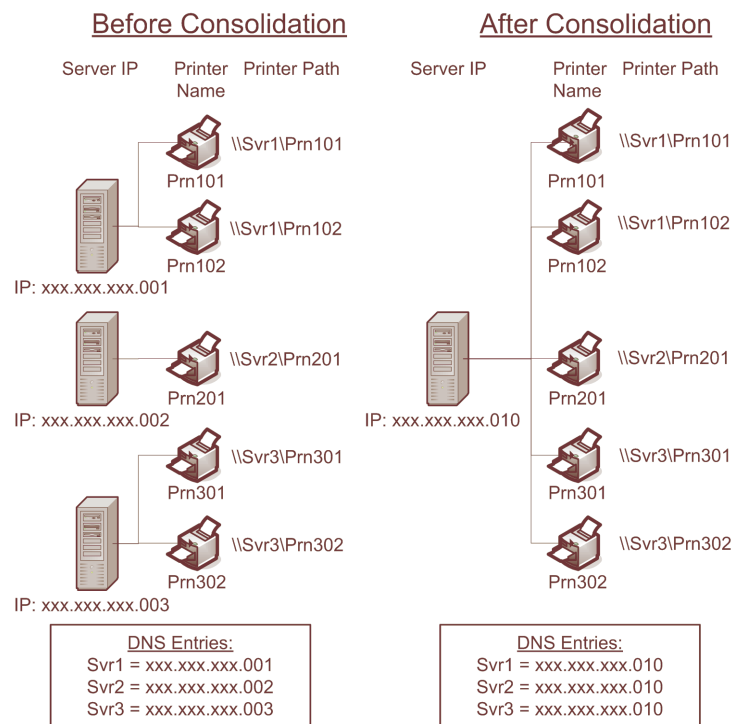 Before Consolidation
Server IP Printer Name Printer Path
\\Svr1\Prn101
Prn101
\\Svr1\Prn102
Prn102
IP: xxx.xxx.xxx.001
\\Svr2\Prn201
Prn201
IP: xxx.xxx.xxx.002
\\Svr3\Prn301
Prn301
\\Svr3\Prn302
Prn302
IP: xxx.xxx.xxx.003
DNS Entries:
Svr1 = xxx.xxx.xxx.001
Svr2 = xxx.xxx.xxx.002
Svr3 = xxx.xxx.xxx.003
After Consolidation
Server IP Printer Name Printer Path
\\Svr1\Prn101
Prn101
\\Svr1\Prn102
Prn102
\\Svr2\Prn201
Prn201
IP: xxx.xxx.xxx.010
\\Svr3\Prn301
Prn301
\\Svr3\Prn302
Prn302
DNS Entries:
Svr1 = xxx.xxx.xxx.010
Svr2 = xxx.xxx.xxx.010
Svr3 = xxx.xxx.xxx.010